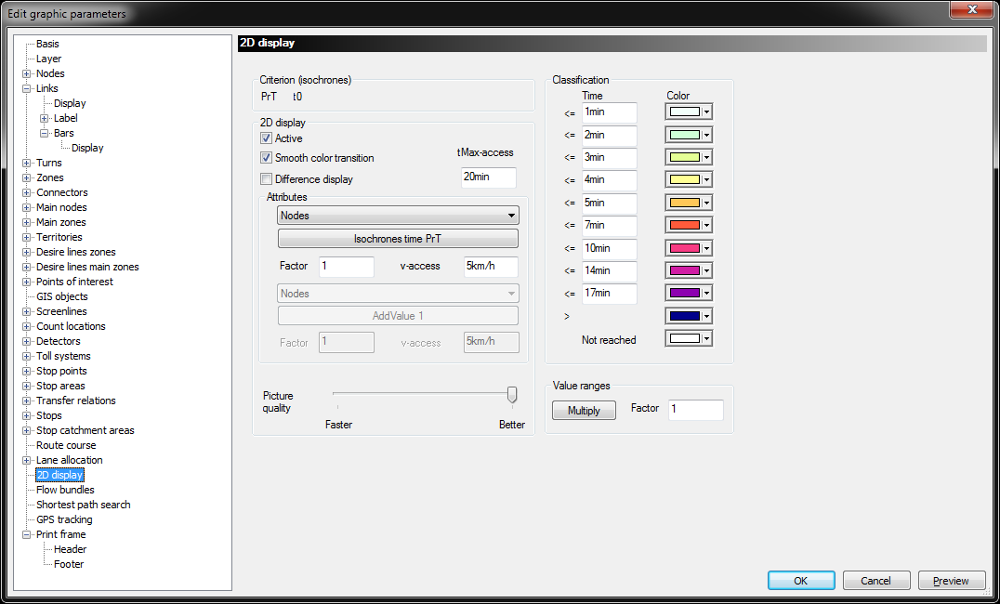 Edit graphic parameters
Basis
Layer
Nodes
Links
Display
Label
Bars
Display
Turns
Zones
Connectors
Main nodes
Main zones
Territories
Desire lines zones
Desire lines main zones
Points of interest
GIS objects
Screenlines
Count locations
Detectors
Toll systems
Stop points
Stop areas
Transfer relations
Stops
Stop catchment areas
Route course
Lane allocation
2D display
Flow bundles
Shortest path search
GPS tracking
Print frame
Header
Footer
2D display
Criterion (isochrones)
PrT t0
2D display
Active
Smooth color transition
Difference display
tMax-access
20min
Attributes
Nodes
Isochrones time PrT
Factor 1 v-access 5km/h
Nodes
AddValue 1
Factor 1 v-access 5km/h
Picture
quality
Faster Better
Classification
Time Color
<= 1min
<= 2min
<= 3min
<= 4min
<= 5min
<= 7min
<= 10min
<= 14min
<= 17min
>
Not reached
Value ranges
Multiply Factor 1
OK Cancel Preview